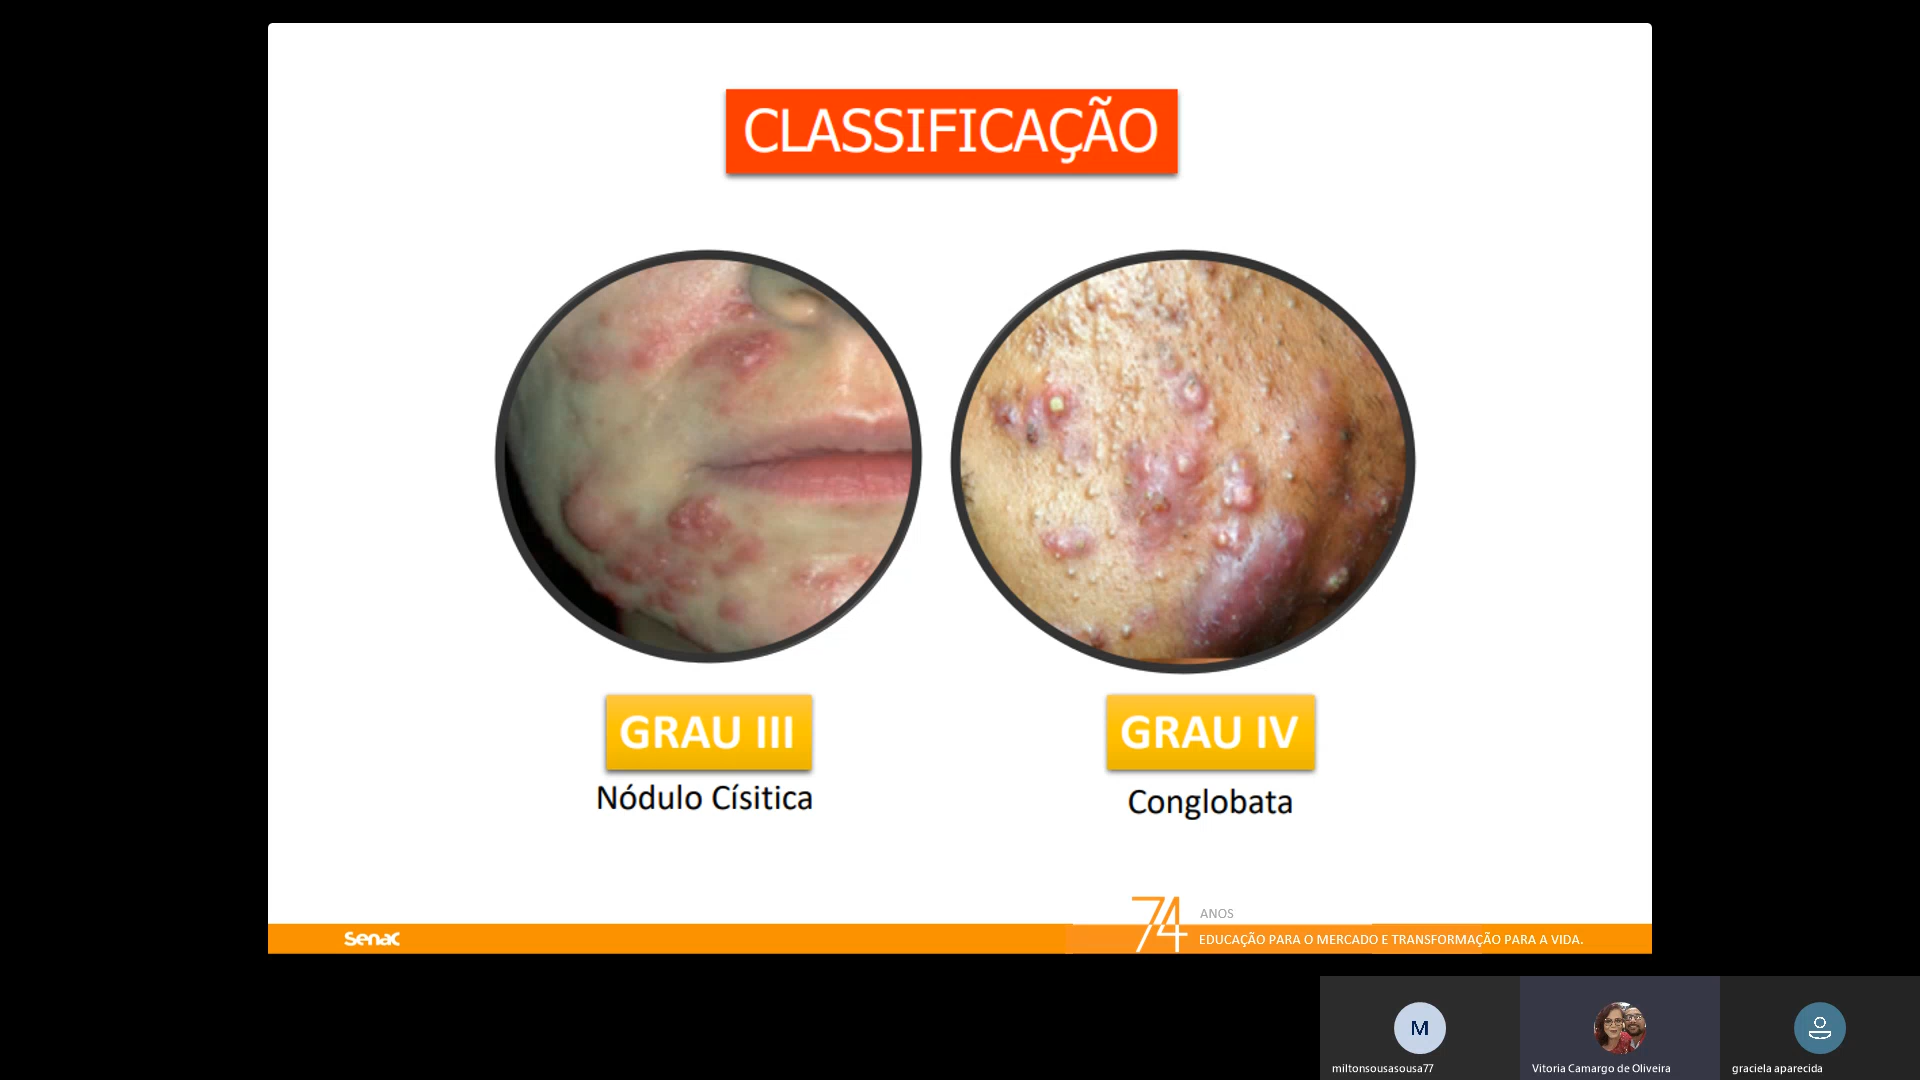 CLASSIFICAÇÃO
GRAU III
GRAU IV
Nódulo Císitica
Conglobata
74
ANOS
Senac
EDUCAÇÃO PARA O MERCADO E TRANSFORMAÇÃO PARA A VIDA.
M
miltonsousasousa77
Vitoria Camargo de Oliveira
graciela aparecida